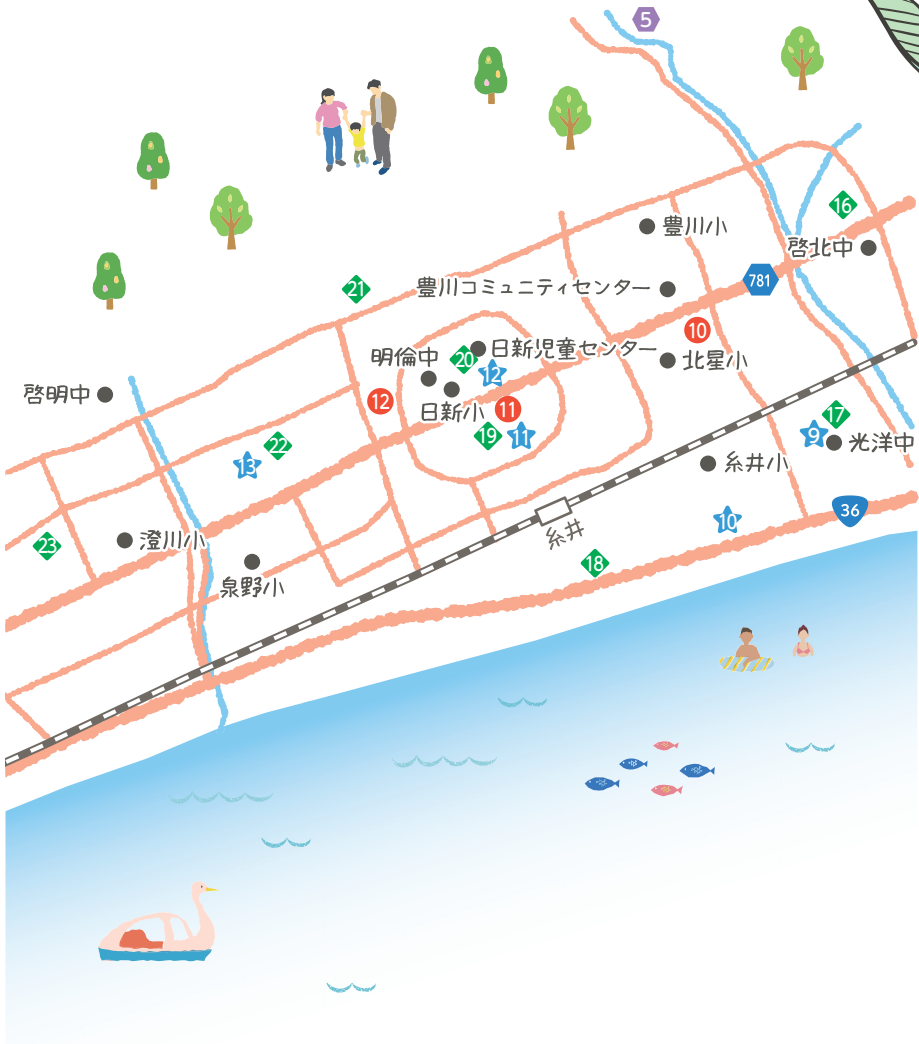 5
16
豊川小
啓北中
781
21
豊川コミュニティセンター
10
明倫中
20
日新児童センター
12
北星小
啓明中
12
日新小
11
17
22
19
11
9
光洋中
13
糸井小
36
10
23
澄川小
糸井
18
泉野小